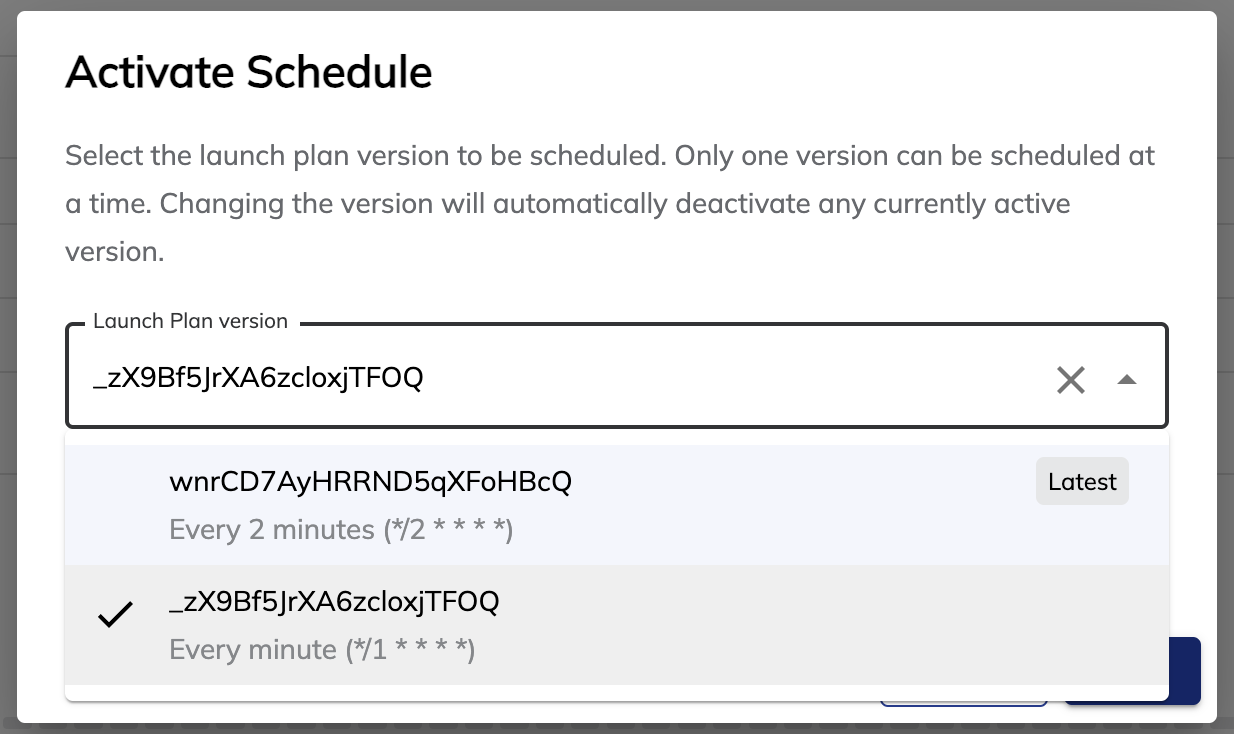 Activate Schedule
Select the launch plan version to be scheduled. Only one version can be scheduled at
a time. Changing the version will automatically deactivate any currently active
version.
Launch Plan version
_zX9Bf5JrXA6zcloxjTFOQ
wnrCD7AyHRRND5qXFoHBcQ
Latest
Every 2 minutes (*/2 * * * *)
_zX9Bf5JrXA6zcloxjTFOQ
Every minute (*/1 * * * *)